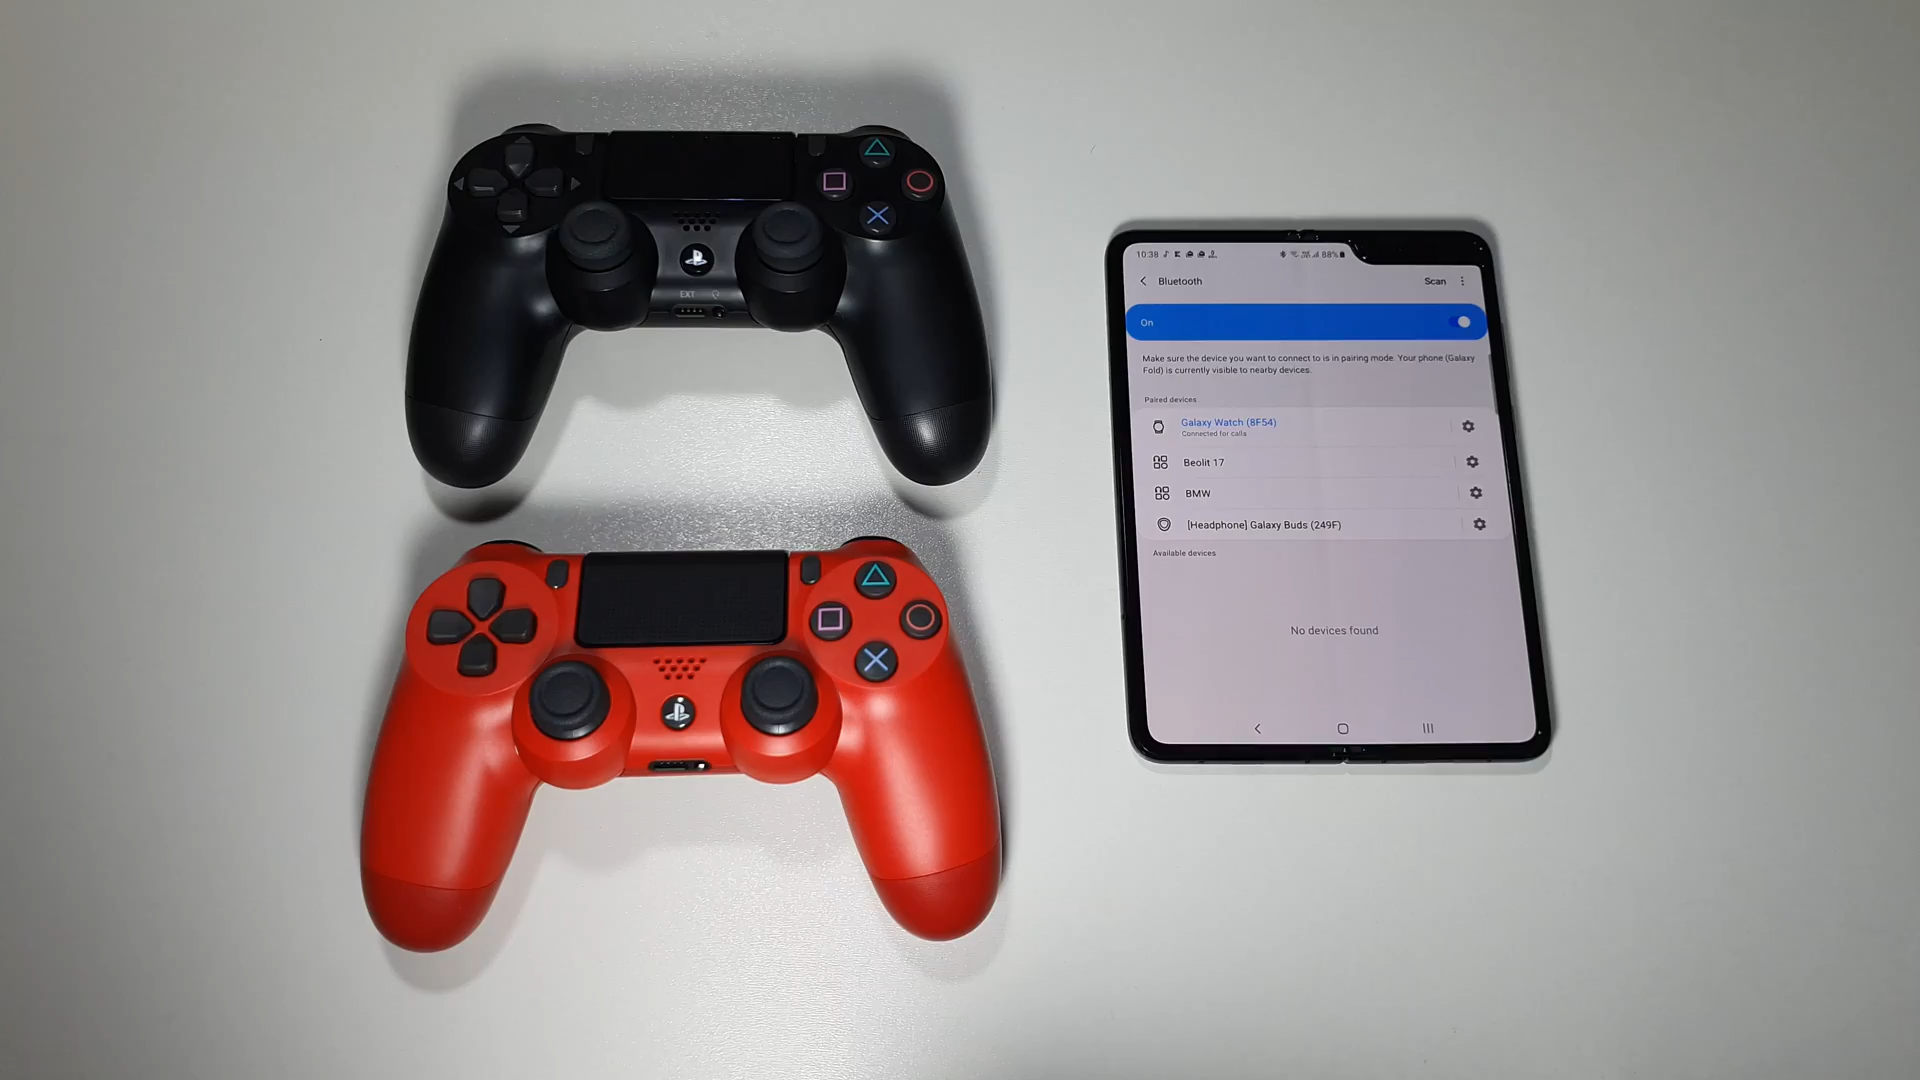 EXT
10:38
88%
Bluetooth
Scan
On
Make sure the device you want to connect to is in pairing mode. Your phone (Galaxy
Fold) is currently visible to nearby devices.
Paired devices
Galaxy Watch (8F54)
Connected for calls
Beolit 17
BMW
[Headphone] Galaxy Buds (249F)
Available devices
No devices found